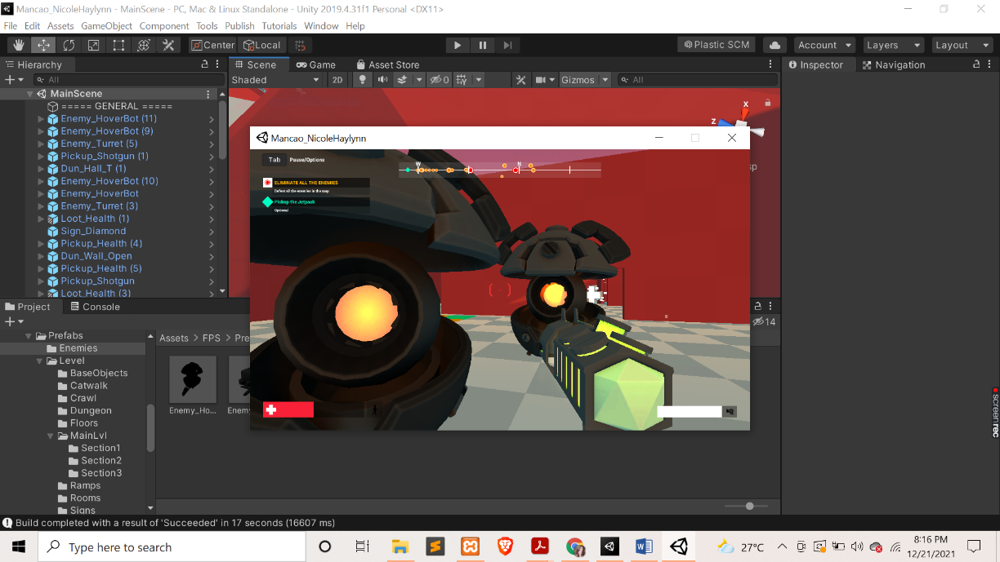 Mancao_NicoleHaylynn - MainScene - PC, Mac & Linux Standalone - Unity 2019.4.31f1 Personal <DX11>
File Edit Assets GameObject Component Tools Publish Tutorials Window Help
Center Local Plastic SCM Account Layers Layout
Hierarchy
All
MainScene
===== GENERAL =====
Enemy_HoverBot (11)
Enemy_HoverBot (9)
Enemy_Turret (5)
Pickup_Shotgun (1)
Dun_Hall_T (1)
Enemy_HoverBot (10)
Enemy_HoverBot
Enemy_Turret (3)
Loot_Health (1)
Sign_Diamond
Pickup_Health (4)
Dun_Wall_Open
Pickup_Health (5)
Pickup_Shotgun
Loot_Health (3)
Scene Game Asset Store
Shaded 2D 0 Gizmos All
X
Z
sp
Mancao_NicoleHaylynn
Tab Pause/Options
W N
ELIMINATE ALL THE ENEMIES
Defeat all the enemies in the map
Pickup the Jetpack
Optional
Inspector Navigation
Project Console
14
Prefabs
Enemies
Level
BaseObjects
Catwalk
Crawl
Dungeon
Floors
MainLvl
Section1
Section2
Section3
Ramps
Rooms
Signs
Assets > FPS > Pre
Enemy_Ho... Enem
Build completed with a result of 'Succeeded' in 17 seconds (16607 ms)
screenrec
Type here to search
27°C
8:16 PM
12/21/2021